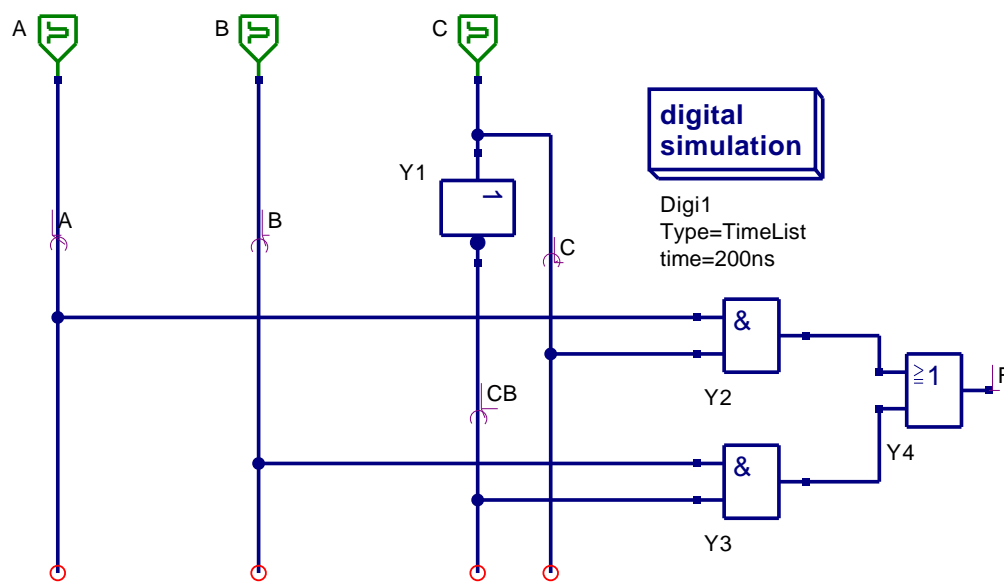 A
B
C
digital
simulation
Y1
1
Digi1
Type=TimeList
time=200ns
A
B
C
&
Y2
≥1
F
CB
Y4
&
Y3